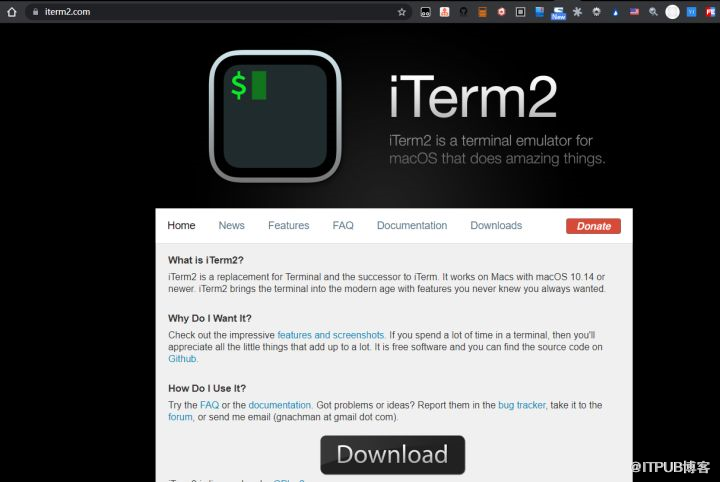 iterm2.com
New
$
iTerm2
iTerm2 is a terminal emulator for
macOS that does amazing things.
Home News Features FAQ Documentation Downloads Donate
What is iTerm2?
iTerm2 is a replacement for Terminal and the successor to iTerm. It works on Macs with macOS 10.14 or
newer. iTerm2 brings the terminal into the modern age with features you never knew you always wanted.
Why Do I Want It?
Check out the impressive features and screenshots. If you spend a lot of time in a terminal, then you'll
appreciate all the little things that add up to a lot. It is free software and you can find the source code on
Github.
How Do I Use It?
Try the FAQ or the documentation. Got problems or ideas? Report them in the bug tracker, take it to the
forum, or send me email (gnachman at gmail dot com).
Download
@ITPUB博客